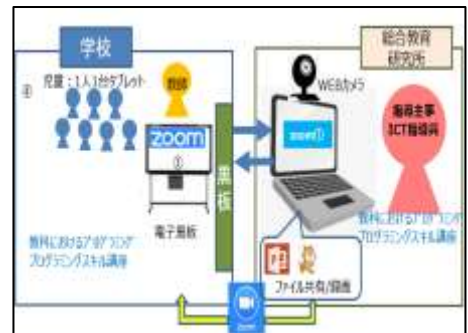 学校
総合教育
研究所
児童：1人1台タブレット
②
教師
WEBカメラ
zoom
①
zoom①
指導主事
ICT指導員
黒板
電子黒板
教科におけるプログラミング
プログラミングスキル講座
教科におけるプログラミング
プログラミングスキル講座
ファイル共有/録画
zoom